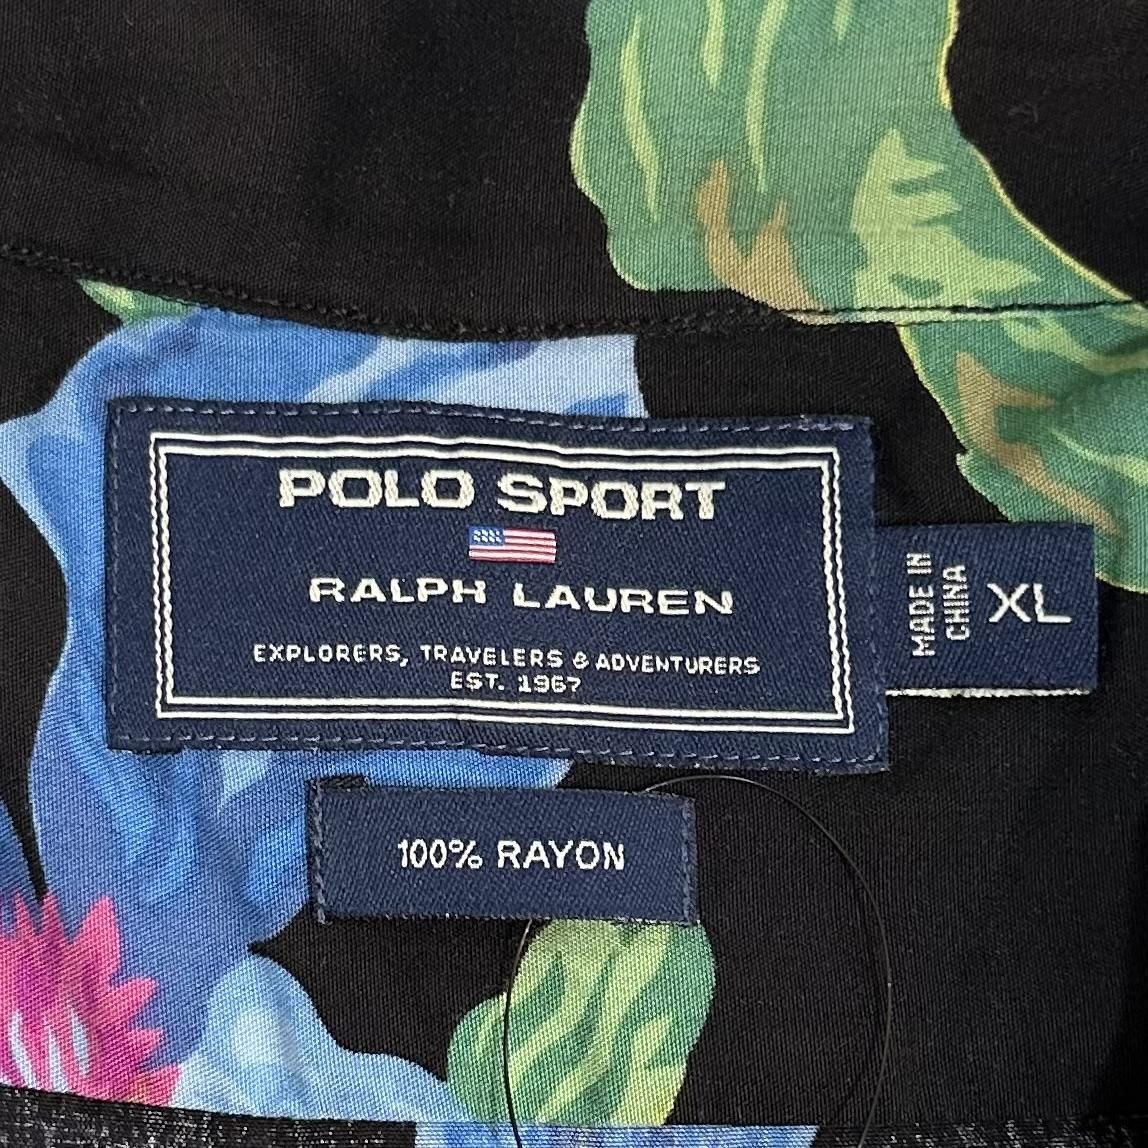 POLO SPORT
RALPH LAUREN
EXPLORERS, TRAVELERS & ADVENTURERS
EST. 1967
MADE IN
CHINA
XL
100% RAYON